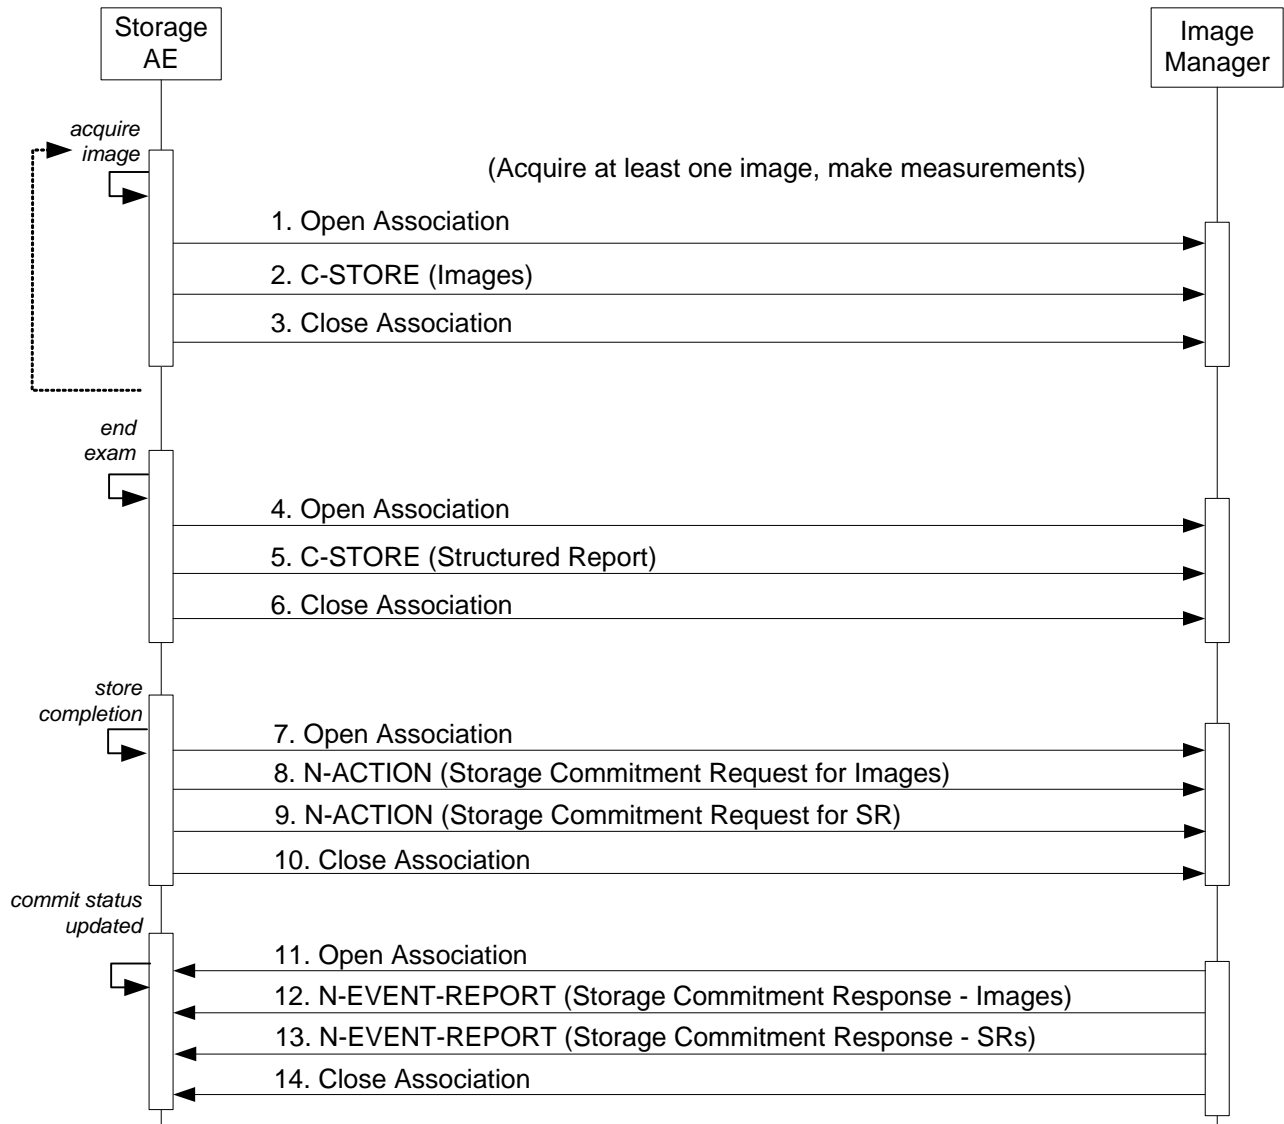 Storage
AE
Image
Manager
acquire
image
(Acquire at least one image, make measurements)
1. Open Association
2. C-STORE (Images)
3. Close Association
end
exam
4. Open Association
5. C-STORE (Structured Report)
6. Close Association
store
completion
7. Open Association
8. N-ACTION (Storage Commitment Request for Images)
9. N-ACTION (Storage Commitment Request for SR)
10. Close Association
commit status
updated
11. Open Association
12. N-EVENT-REPORT (Storage Commitment Response - Images)
13. N-EVENT-REPORT (Storage Commitment Response - SRs)
14. Close Association